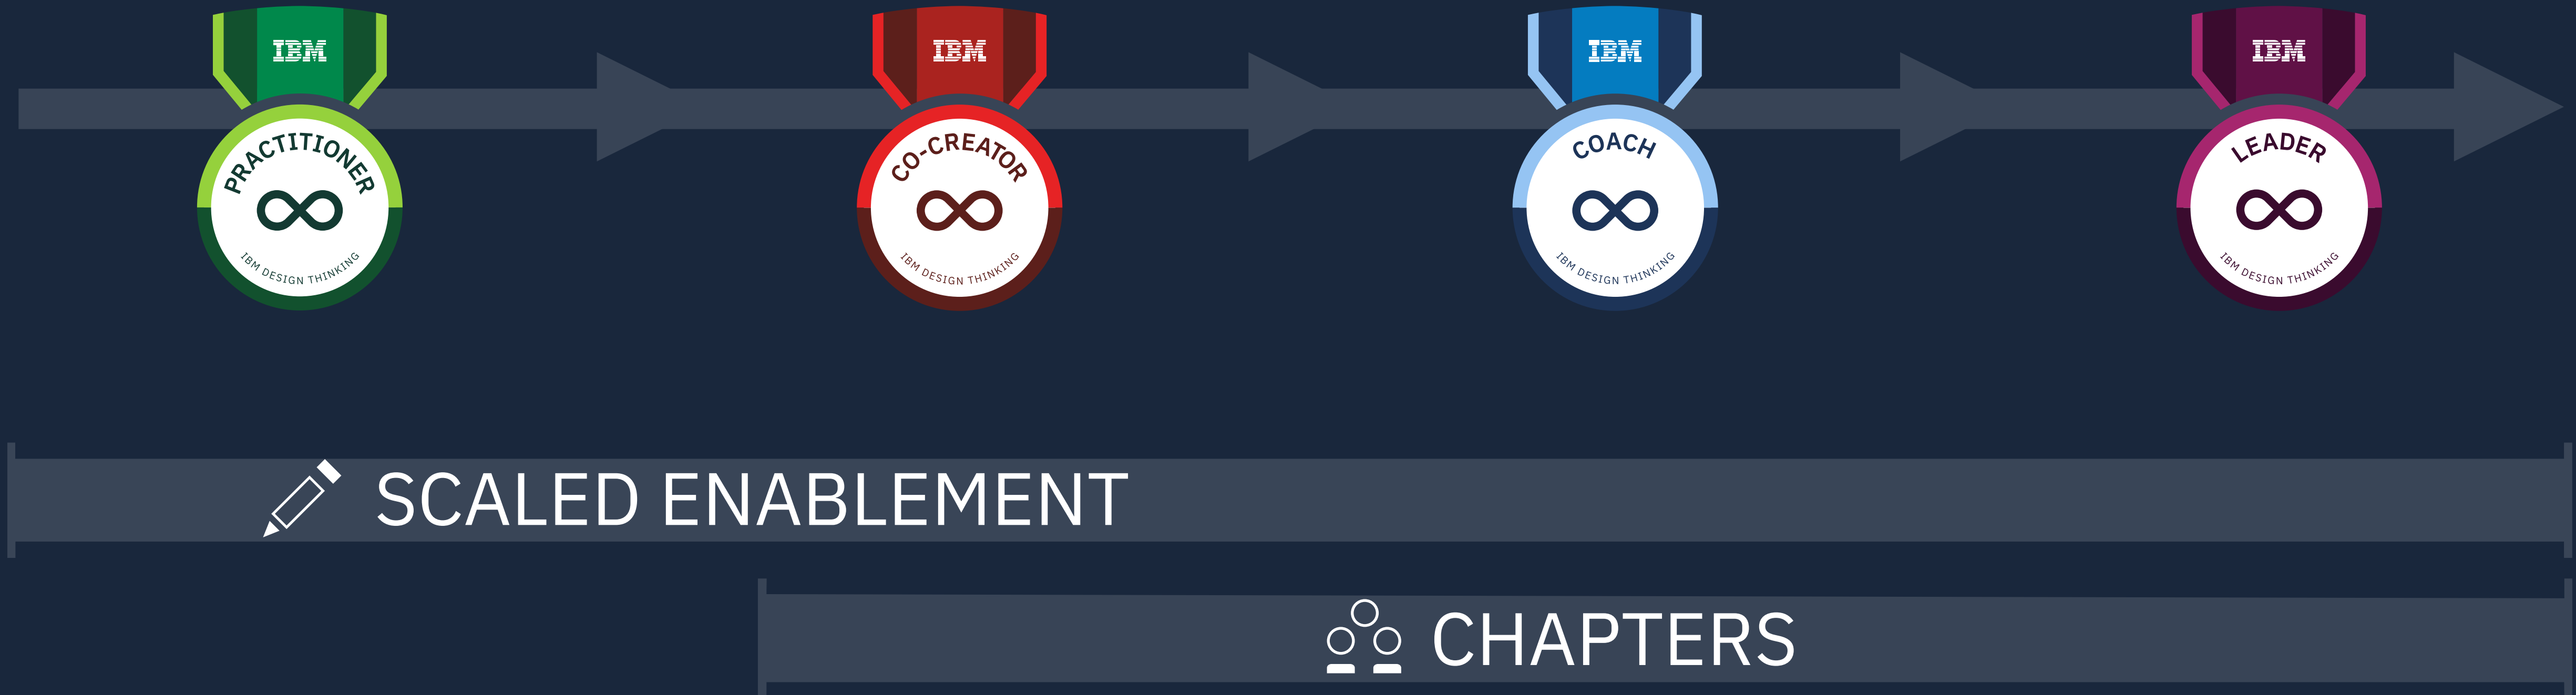 IBM
PRACTITIONER
IBM DESIGN THINKING
IBM
CO-CREATOR
IBM DESIGN THINKING
IBM
COACH
IBM DESIGN THINKING
IBM
LEADER
IBM DESIGN THINKING
SCALED ENABLEMENT
CHAPTERS